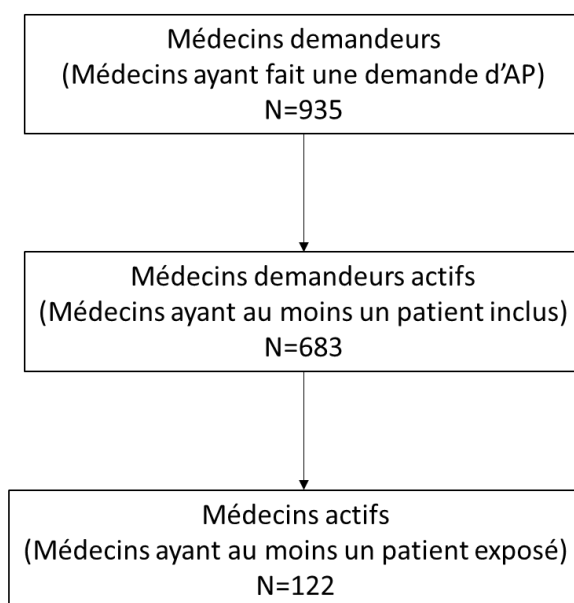 Médecins demandeurs
(Médecins ayant fait une demande d’AP)
N=935
Médecins demandeurs actifs
(Médecins ayant au moins un patient inclus)
N=683
Médecins actifs
(Médecins ayant au moins un patient exposé)
N=122